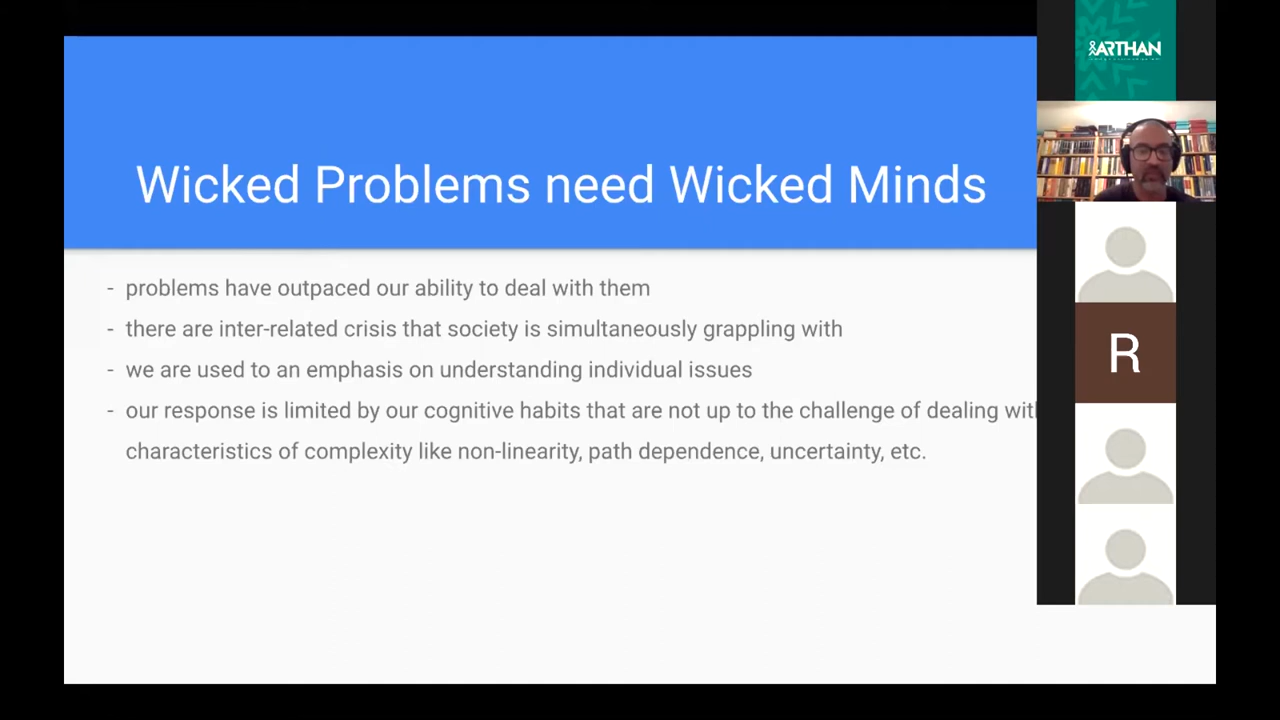 Wicked Problems need Wicked Minds
- problems have outpaced our ability to deal with them
- there are inter-related crisis that society is simultaneously grappling with
- we are used to an emphasis on understanding individual issues
- our response is limited by our cognitive habits that are not up to the challenge of dealing
characteristics of complexity like non-linearity, path dependence, uncertainty, etc.
ARTHAN
R